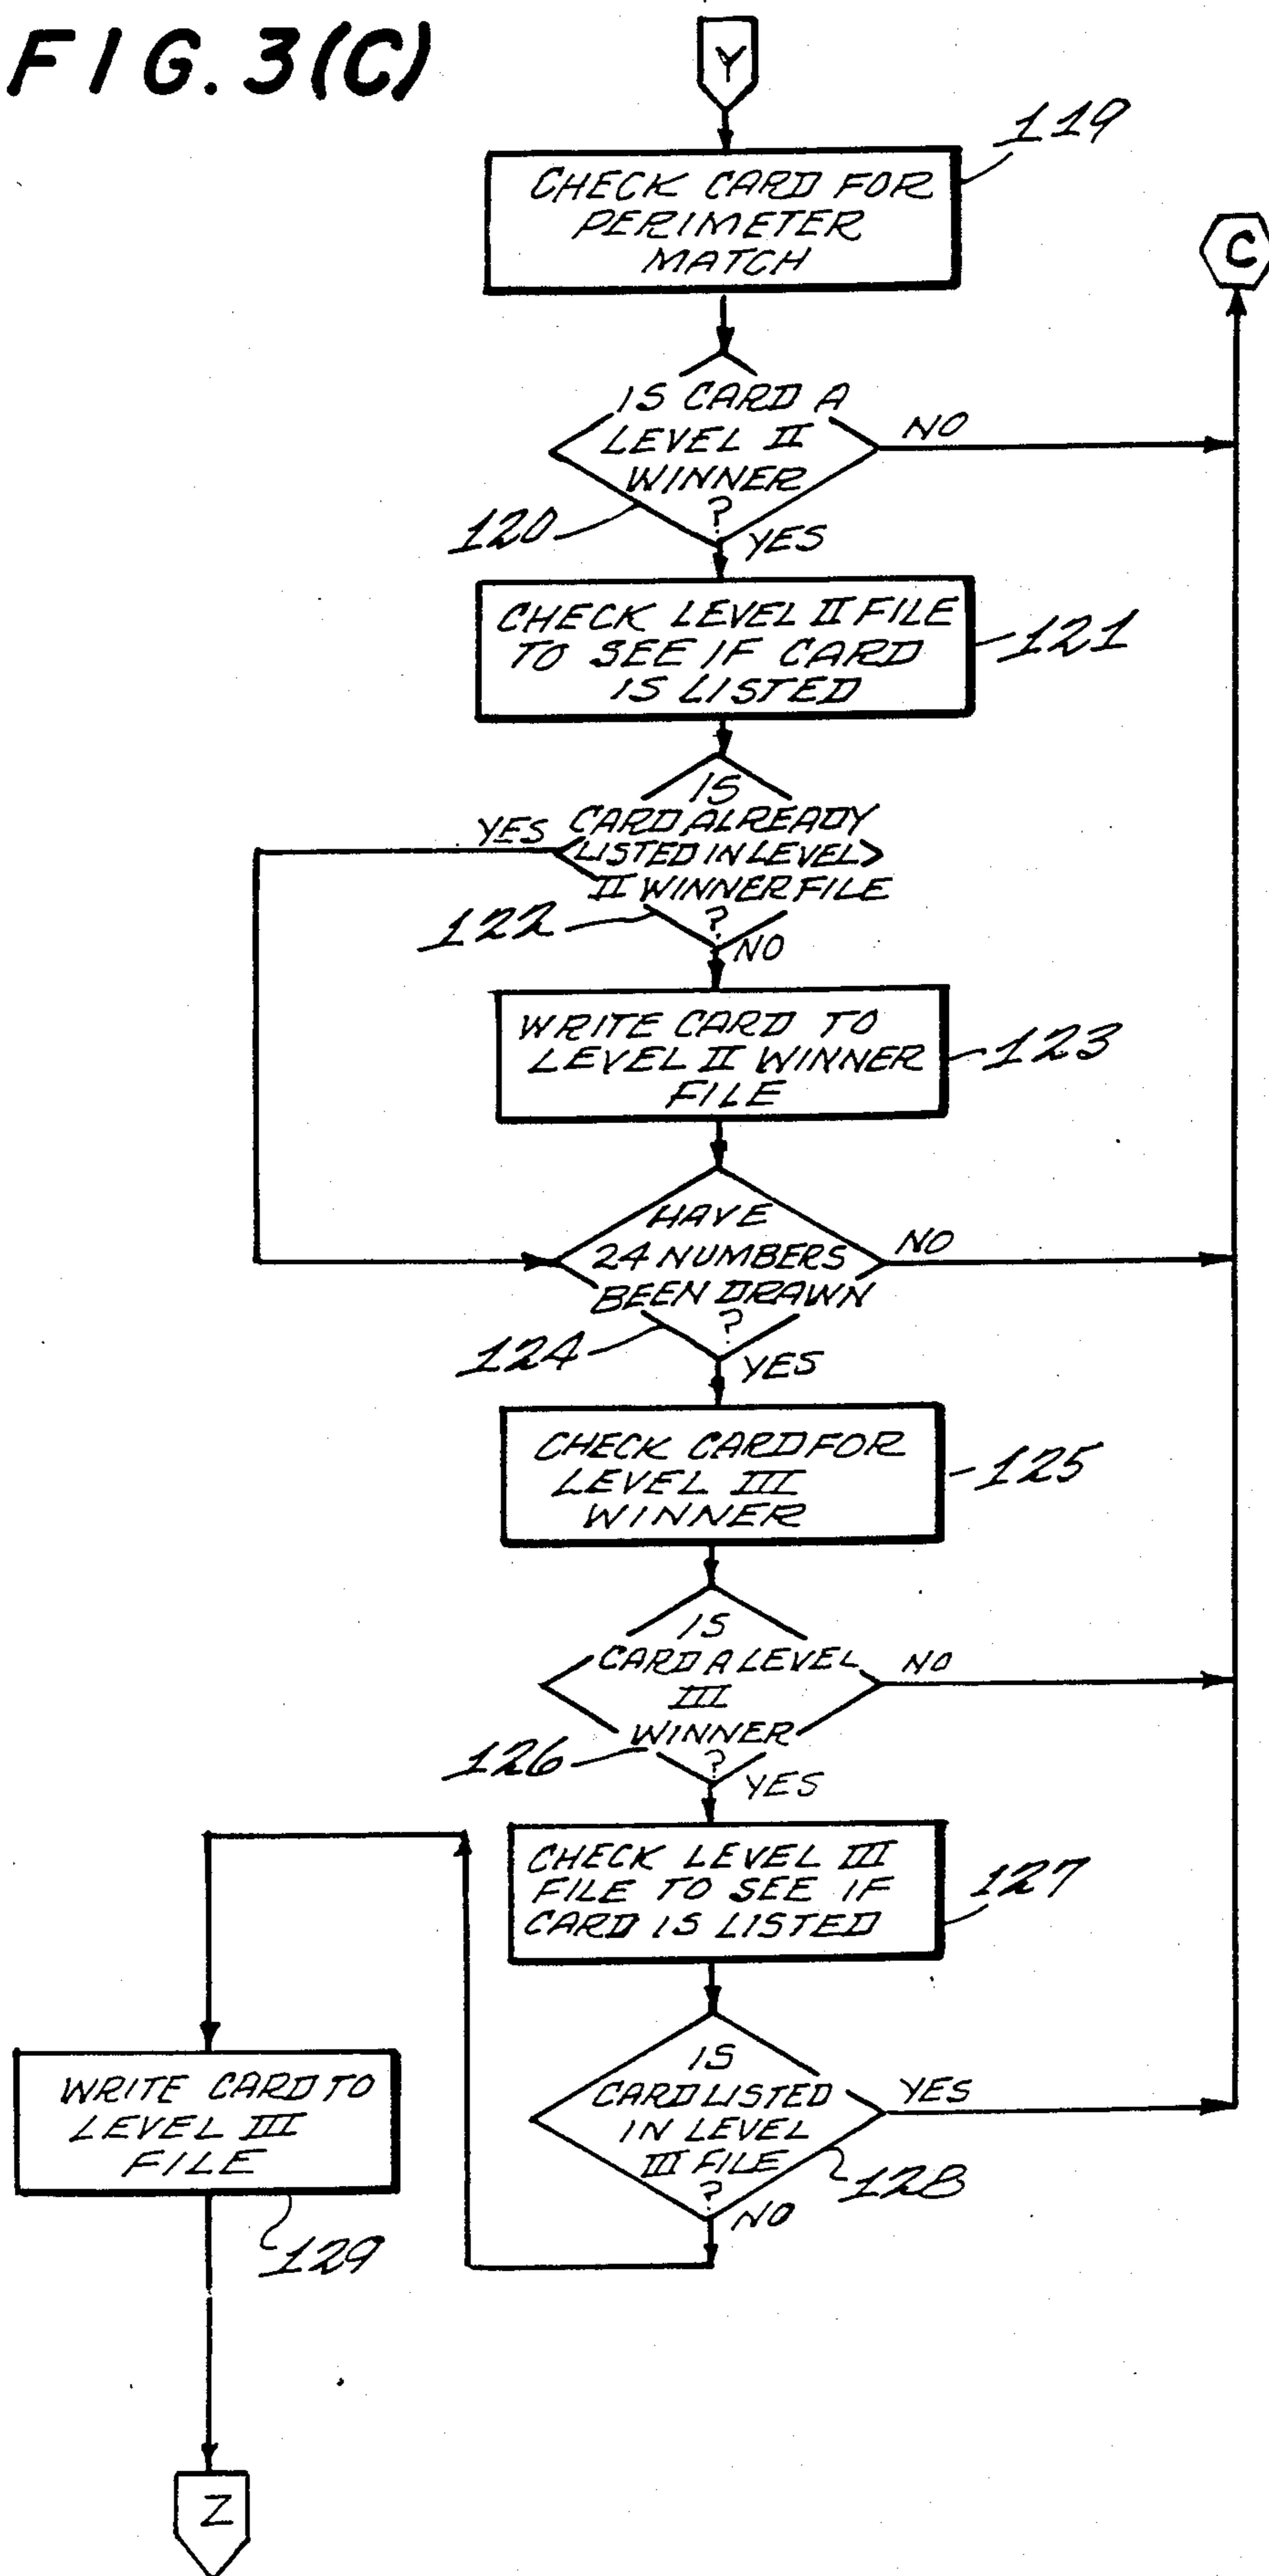 FIG. 3(C)
Y
119
CHECK CARD FOR
PERIMETER
MATCH
C
IS CARD A
LEVEL II
WINNER
?
NO
120
YES
CHECK LEVEL II FILE
TO SEE IF CARD
IS LISTED
121
IS
CARD ALREADY
LISTED IN LEVEL
II WINNER FILE
?
YES
122
NO
WRITE CARD TO
LEVEL II WINNER
FILE
123
HAVE
24 NUMBERS
BEEN DRAWN
?
NO
124
YES
CHECK CARD FOR
LEVEL III
WINNER
125
IS
CARD A LEVEL
III
WINNER
?
NO
126
YES
CHECK LEVEL III
FILE TO SEE IF
CARD IS LISTED
127
IS
CARD LISTED
IN LEVEL
III FILE
?
YES
128
NO
WRITE CARD TO
LEVEL III
FILE
129
Z